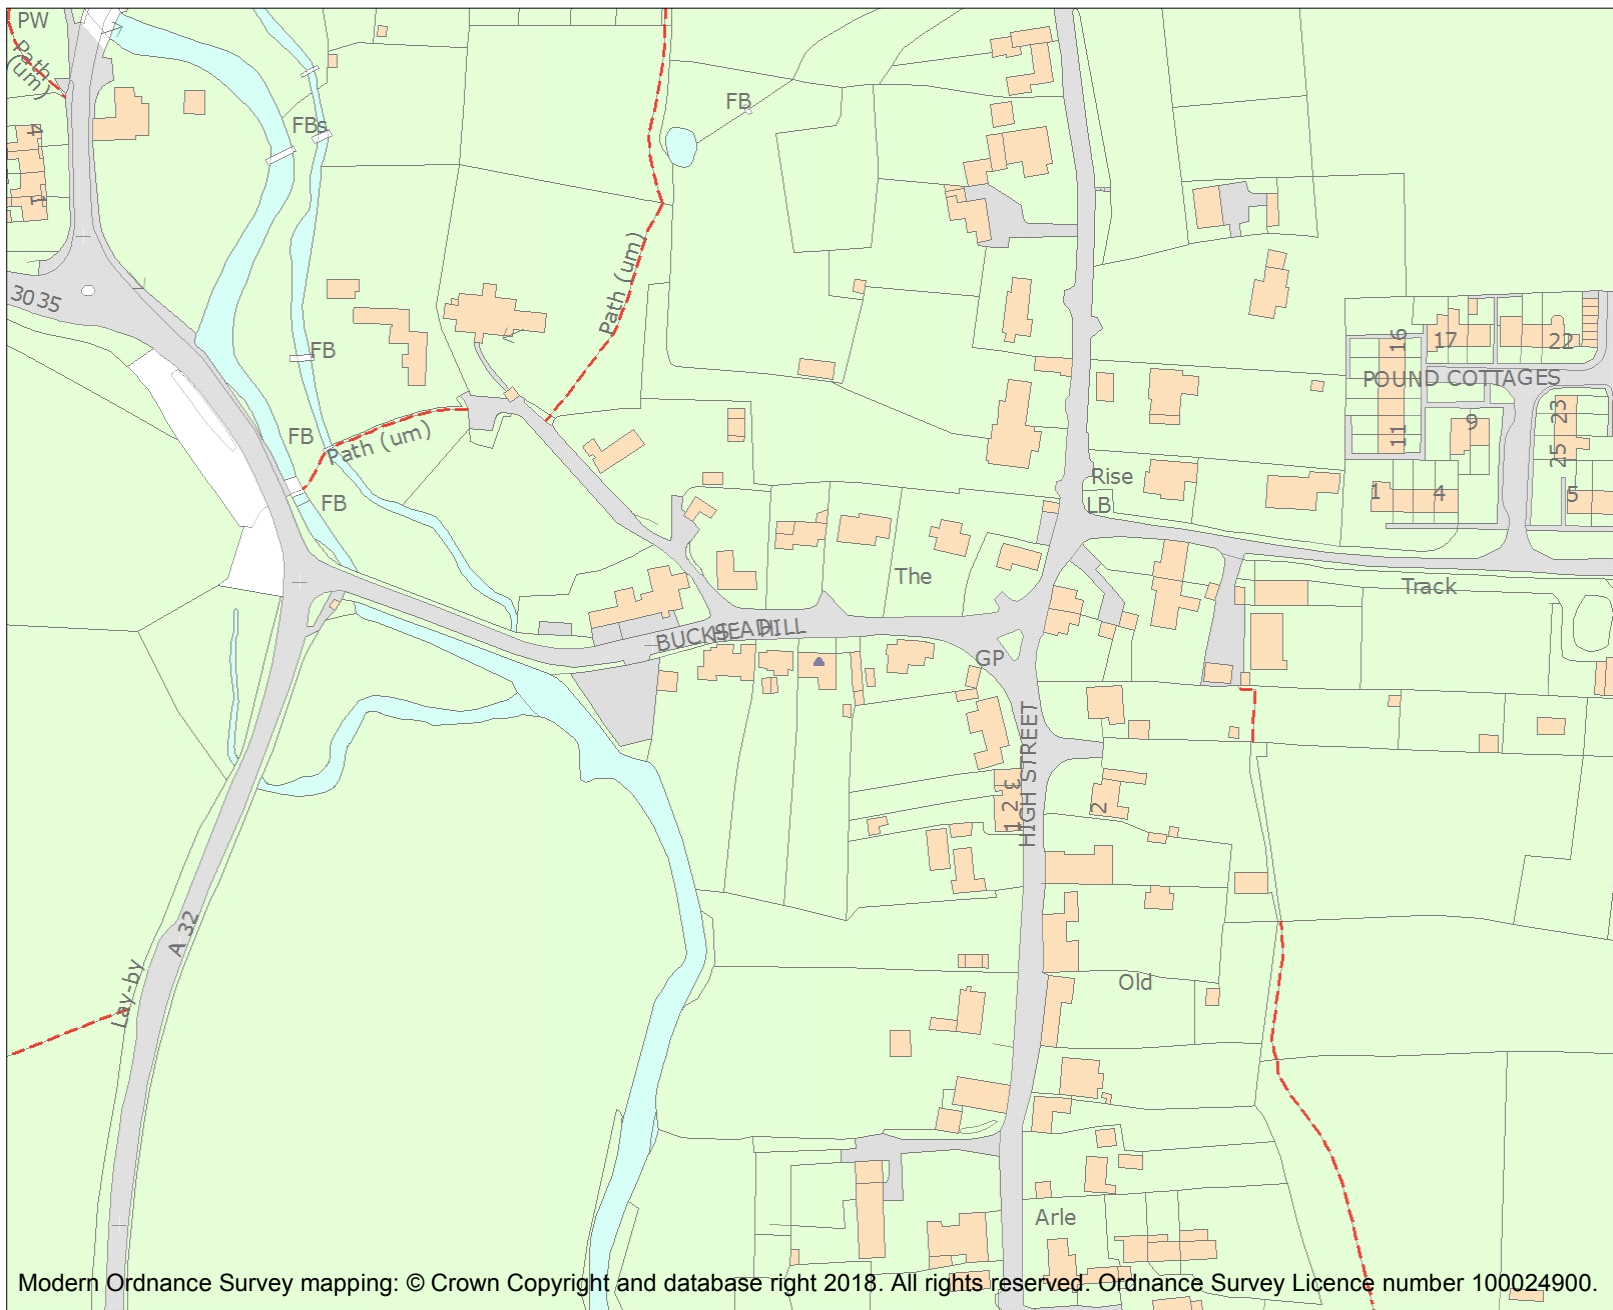 PW
Path
(um)
4
1
FBs
FB
3035
Path (um)
FB
FB
Path (um)
FB
16
17
22
POUND COTTAGES
11
9
23
25
1
4
5
Rise
LB
The
Track
BUCKS HEAD HILL
GP
HIGH STREET
3
2
1
2
A 32
Lay-by
Old
Arle
Modern Ordnance Survey mapping: © Crown Copyright and database right 2018. All rights reserved. Ordnance Survey Licence number 100024900.